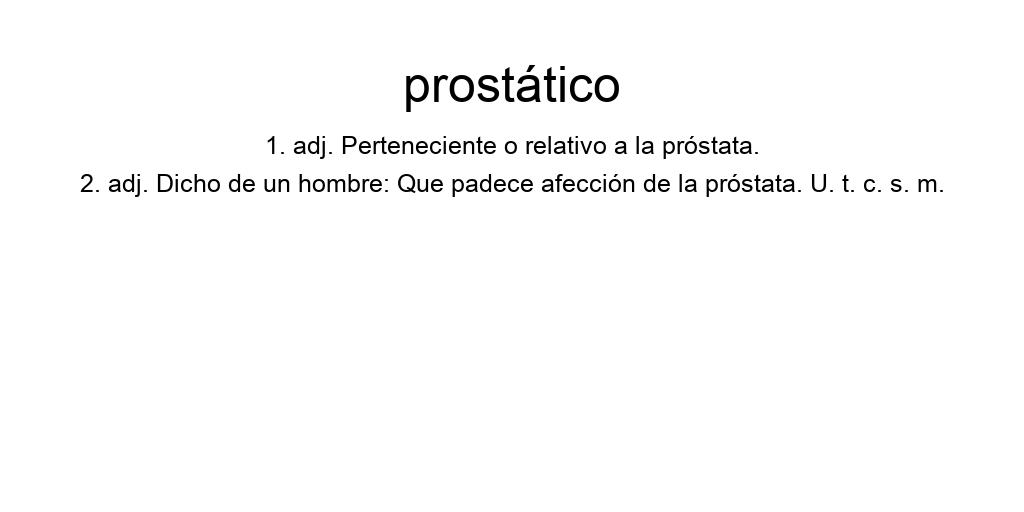 prostático
1. adj. Perteneciente o relativo a la próstata.
2. adj. Dicho de un hombre: Que padece afección de la próstata. U. t. c. s. m.